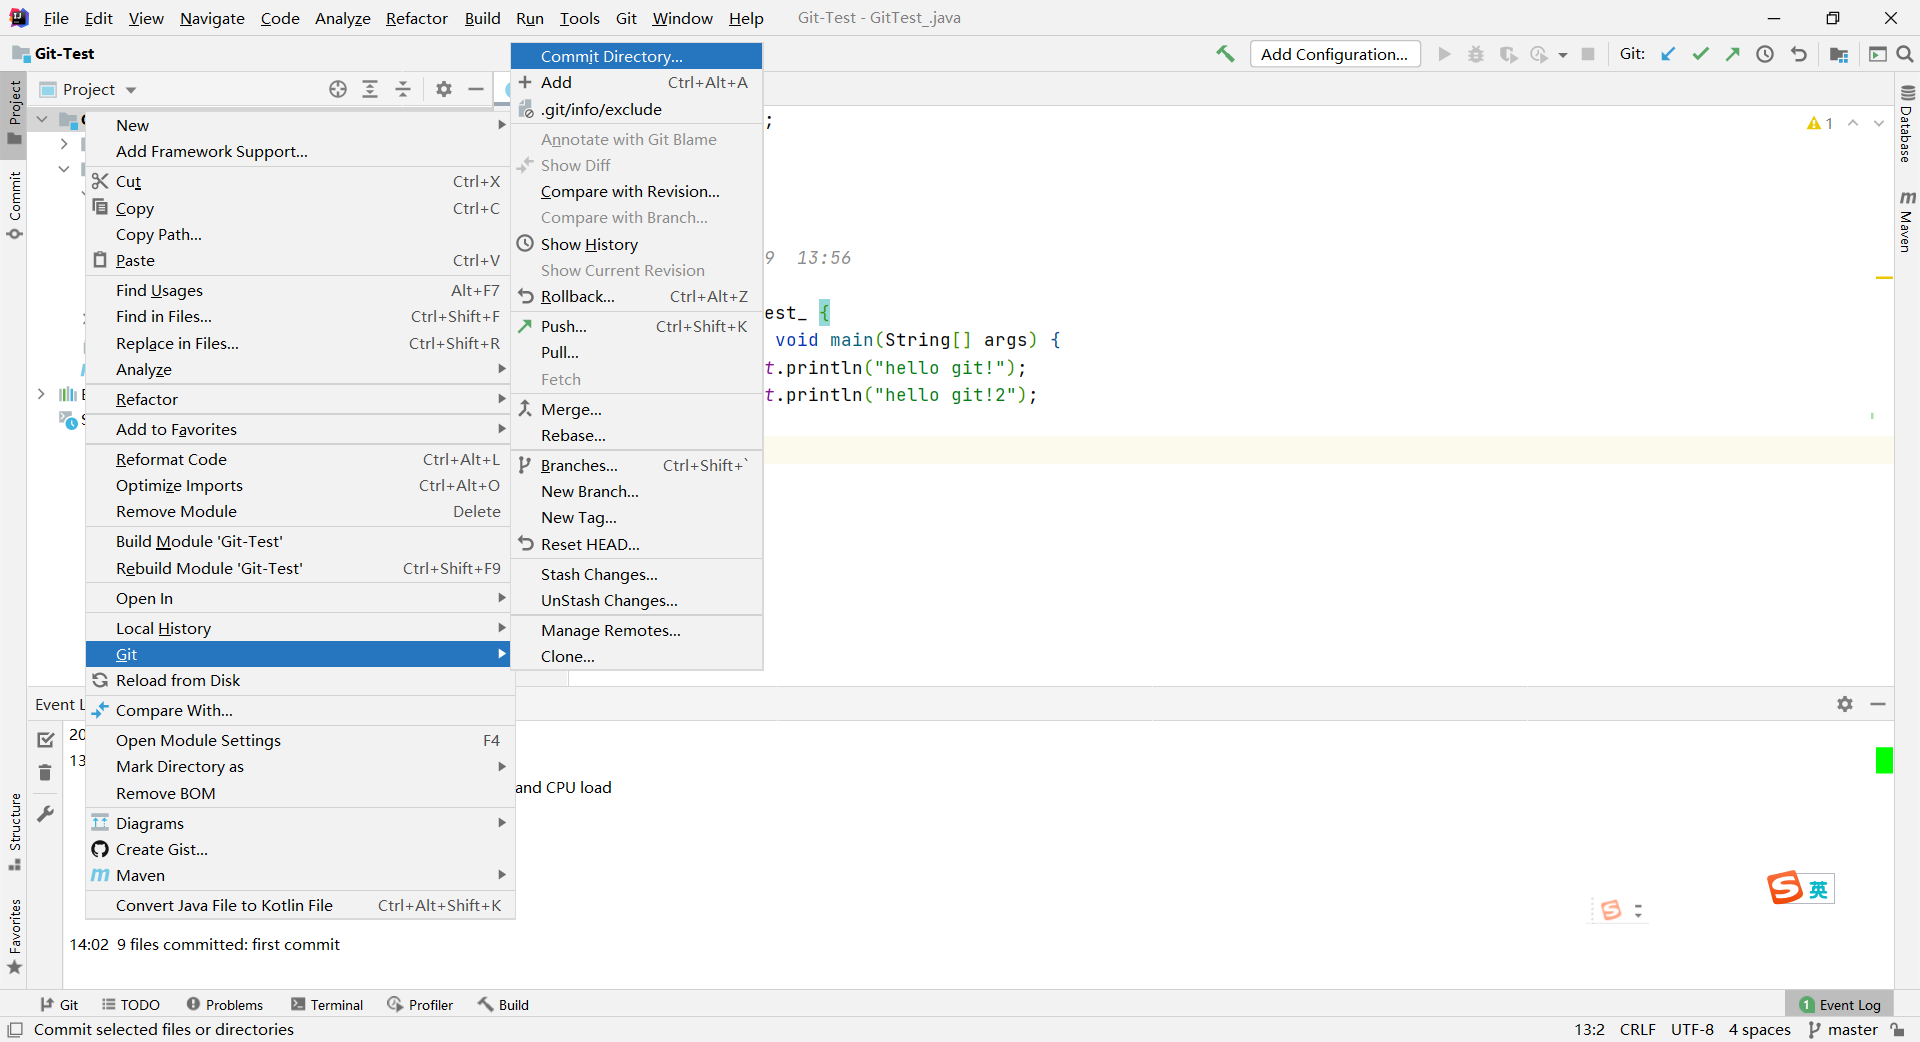 File Edit View Navigate Code Analyze Refactor Build Run Tools Git Window Help Git-Test - GitTest_.java
Git-Test
Add Configuration...
Git:
Project
Project
Commit
Structure
Favorites
Database
Maven
1
New
Add Framework Support...
Cut Ctrl+X
Copy Ctrl+C
Copy Path...
Paste Ctrl+V
Find Usages Alt+F7
Find in Files... Ctrl+Shift+F
Replace in Files... Ctrl+Shift+R
Analyze
Refactor
Add to Favorites
Reformat Code Ctrl+Alt+L
Optimize Imports Ctrl+Alt+O
Remove Module Delete
Build Module 'Git-Test'
Rebuild Module 'Git-Test' Ctrl+Shift+F9
Open In
Local History
Git
Reload from Disk
Compare With...
Open Module Settings F4
Mark Directory as
Remove BOM
Diagrams
Create Gist...
Maven
Convert Java File to Kotlin File Ctrl+Alt+Shift+K
Commit Directory...
Add Ctrl+Alt+A
.git/info/exclude
Annotate with Git Blame
Show Diff
Compare with Revision...
Compare with Branch...
Show History
Show Current Revision
Rollback... Ctrl+Alt+Z
Push... Ctrl+Shift+K
Pull...
Fetch
Merge...
Rebase...
Branches... Ctrl+Shift+`
New Branch...
New Tag...
Reset HEAD...
Stash Changes...
UnStash Changes...
Manage Remotes...
Clone...
;
9 13:56
est_ {
void main(String[] args) {
t.println("hello git!");
t.println("hello git!2");
Event L
20
13
and CPU load
14:02 9 files committed: first commit
英
Git TODO Problems Terminal Profiler Build
1 Event Log
Commit selected files or directories
13:2 CRLF UTF-8 4 spaces master